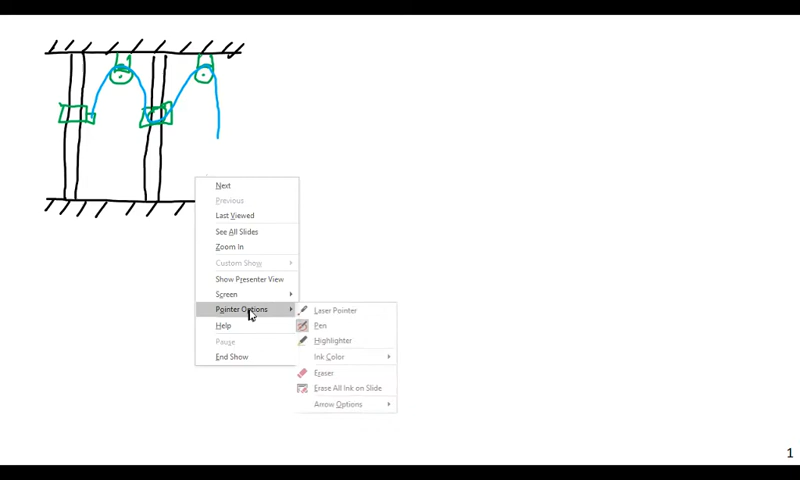 Next
Previous
Last Viewed
See All Slides
Zoom In
Custom Show
Show Presenter View
Screen
Pointer Options
Help
Pause
End Show
Laser Pointer
Pen
Highlighter
Ink Color
Eraser
Erase All Ink on Slide
Arrow Options
1